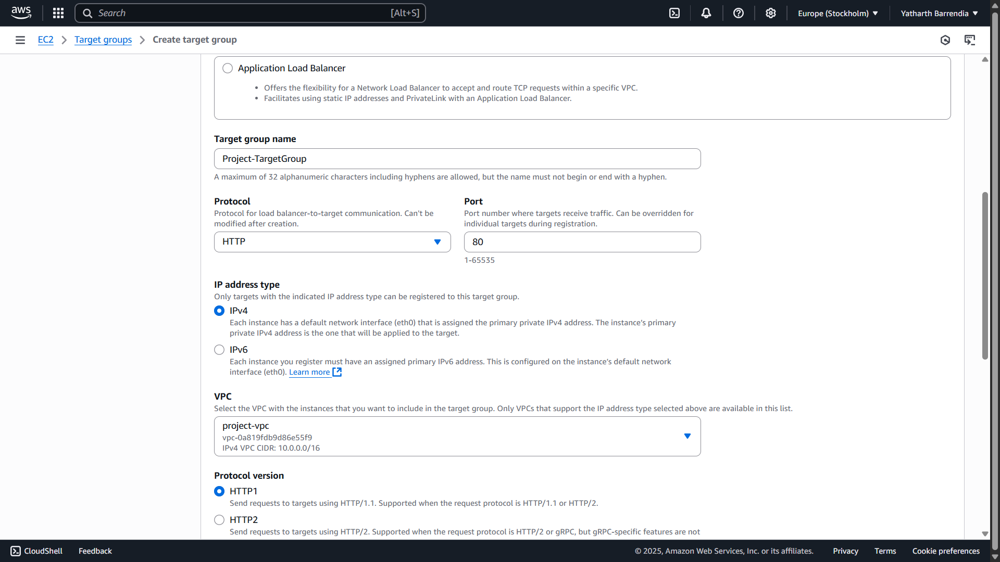 aws
Search
[Alt+S]
Europe (Stockholm)
Yatharth Barrendia
EC2
Target groups
Create target group
Application Load Balancer
Offers the flexibility for a Network Load Balancer to accept and route TCP requests within a specific VPC.
Facilitates using static IP addresses and PrivateLink with an Application Load Balancer.
Target group name
Project-TargetGroup
A maximum of 32 alphanumeric characters including hyphens are allowed, but the name must not begin or end with a hyphen.
Protocol
Protocol for load balancer-to-target communication. Can't be
modified after creation.
HTTP
Port
Port number where targets receive traffic. Can be overridden for
individual targets during registration.
80
1-65535
IP address type
Only targets with the indicated IP address type can be registered to this target group.
IPv4
Each instance has a default network interface (eth0) that is assigned the primary private IPv4 address. The instance's primary
private IPv4 address is the one that will be applied to the target.
IPv6
Each instance you register must have an assigned primary IPv6 address. This is configured on the instance's default network
interface (eth0). Learn more
VPC
Select the VPC with the instances that you want to include in the target group. Only VPCs that support the IP address type selected above are available in this list.
project-vpc
vpc-0a819fdb9d86e55f9
IPv4 VPC CIDR: 10.0.0.0/16
Protocol version
HTTP1
Send requests to targets using HTTP/1.1. Supported when the request protocol is HTTP/1.1 or HTTP/2.
HTTP2
Send requests to targets using HTTP/2. Supported when the request protocol is HTTP/2 or gRPC, but gRPC-specific features are not
CloudShell
Feedback
© 2025, Amazon Web Services, Inc. or its affiliates.
Privacy
Terms
Cookie preferences